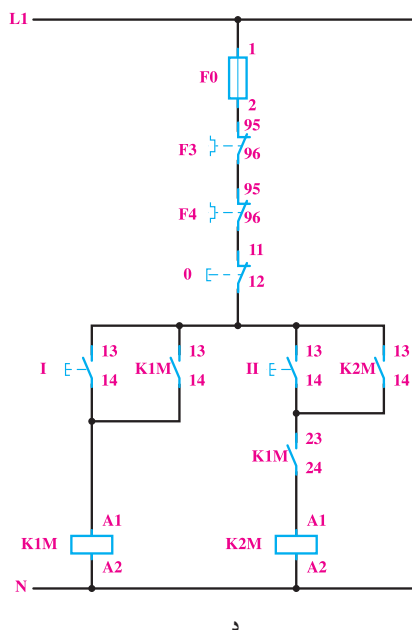 L1
1
F0
2
95
F3
96
95
F4
96
11
0
12
13 13 13 13
I K1M II K2M
14 14 14 14
23
K1M
24
A1 A1
K1M K2M
A2 A2
N
د